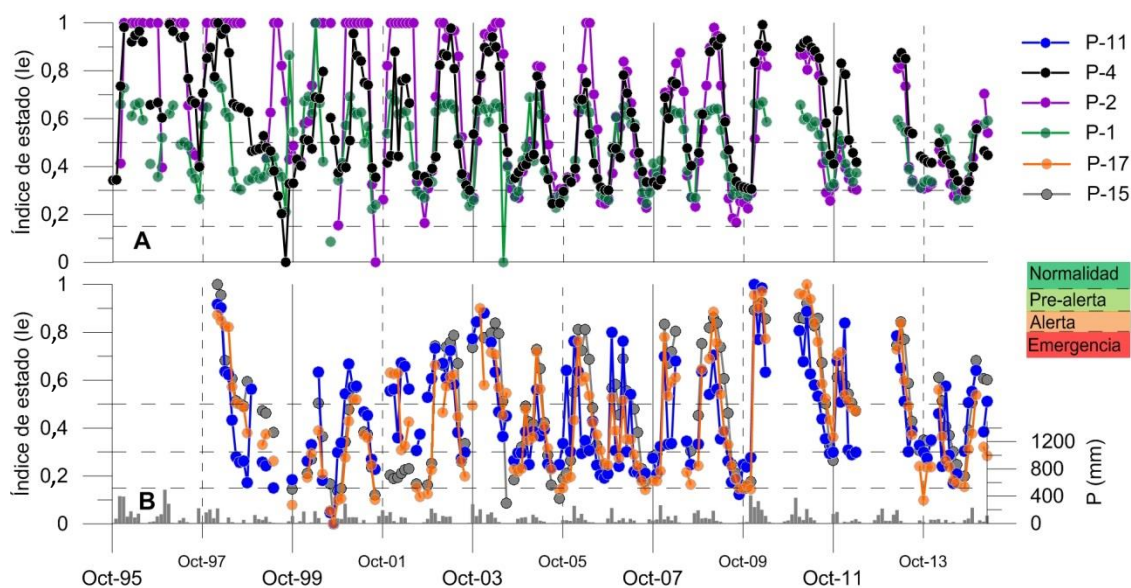 1
0,8
0,6
0,4
0,2
0
Índice de estado (Ie)
A
P-11
P-4
P-2
P-1
P-17
P-15
1
0,8
0,6
0,4
0,2
0
Índice de estado (Ie)
B
Normalidad
Pre-alerta
Alerta
Emergencia
1200
800
400
0
P (mm)
Oct-97
Oct-01
Oct-05
Oct-09
Oct-13
Oct-95
Oct-99
Oct-03
Oct-07
Oct-11